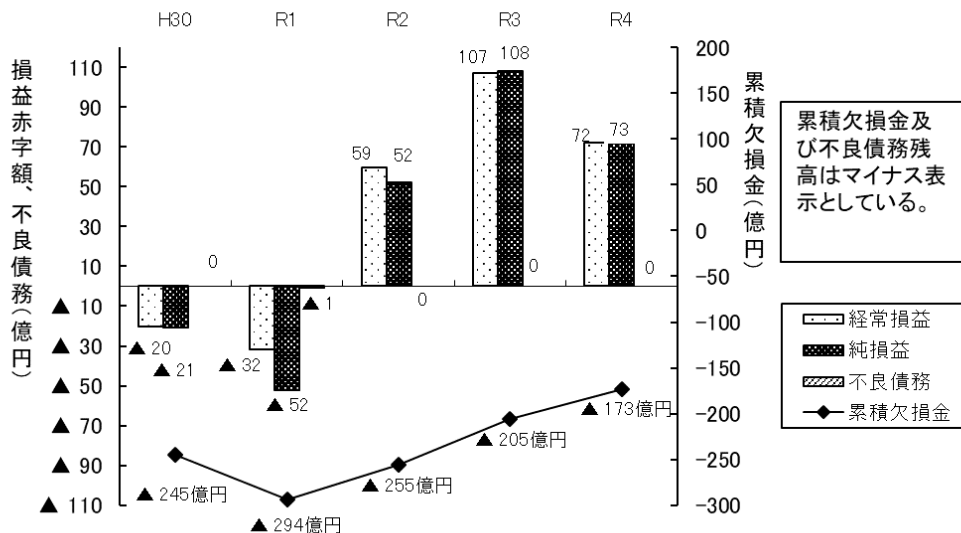 H30 R1 R2 R3 R4
損益赤字額、不良債務(億円)
110
90
70
50
30
10
▲ 10
▲ 30
▲ 50
▲ 70
▲ 90
▲ 110
0
▲ 20
▲ 21
▲ 32
▲ 52
▲ 1
59
52
0
107
108
0
72
73
0
▲ 245億円
▲ 294億円
▲ 255億円
▲ 205億円
▲ 173億円
200
150
100
50
0
-50
-100
-150
-200
-250
-300
累積欠損金(億円)
累積欠損金及
び不良債務残
高はマイナス表
示としている。
経常損益
純損益
不良債務
累積欠損金